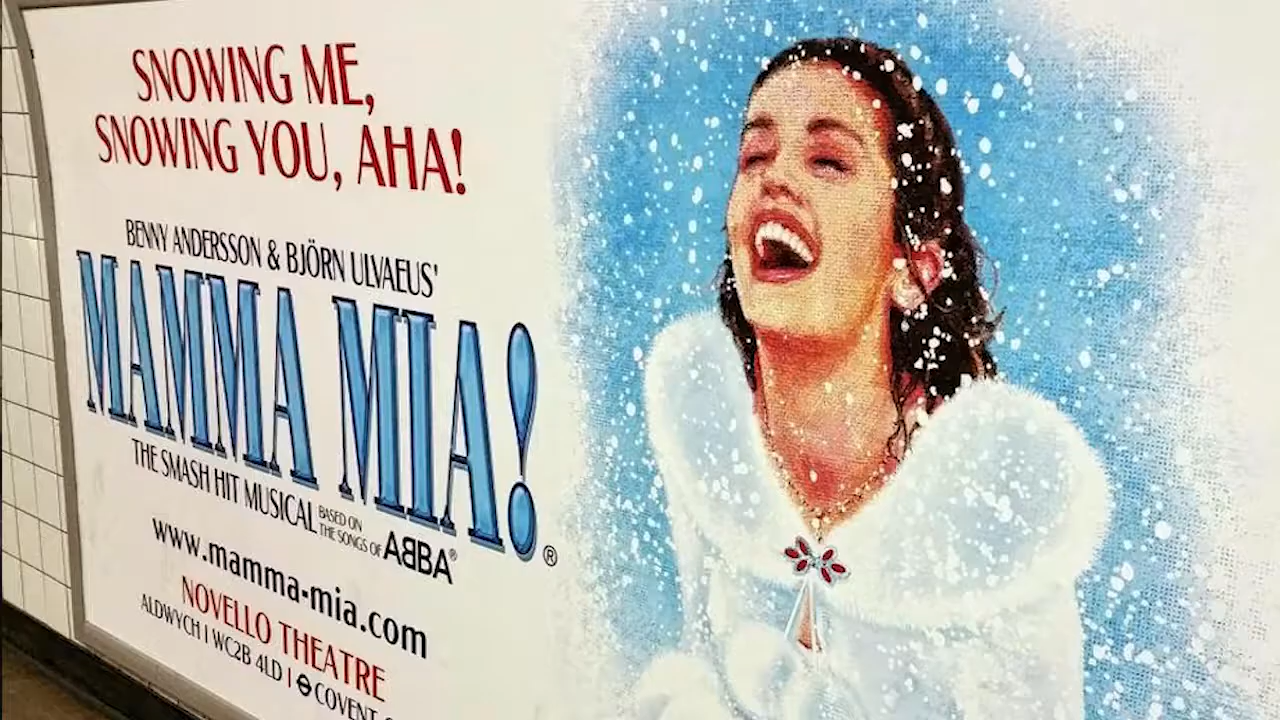 SNOWING ME,
SNOWING YOU, AHA!
BENNY ANDERSSON & BJÖRN ULVAEUS'
MAMMA MIA!®
THE SMASH HIT MUSICAL BASED ON THE SONGS OF ABBA®
www.mamma-mia.com
NOVELLO THEATRE
ALDWYCH | WC2B 4LD | COVENT